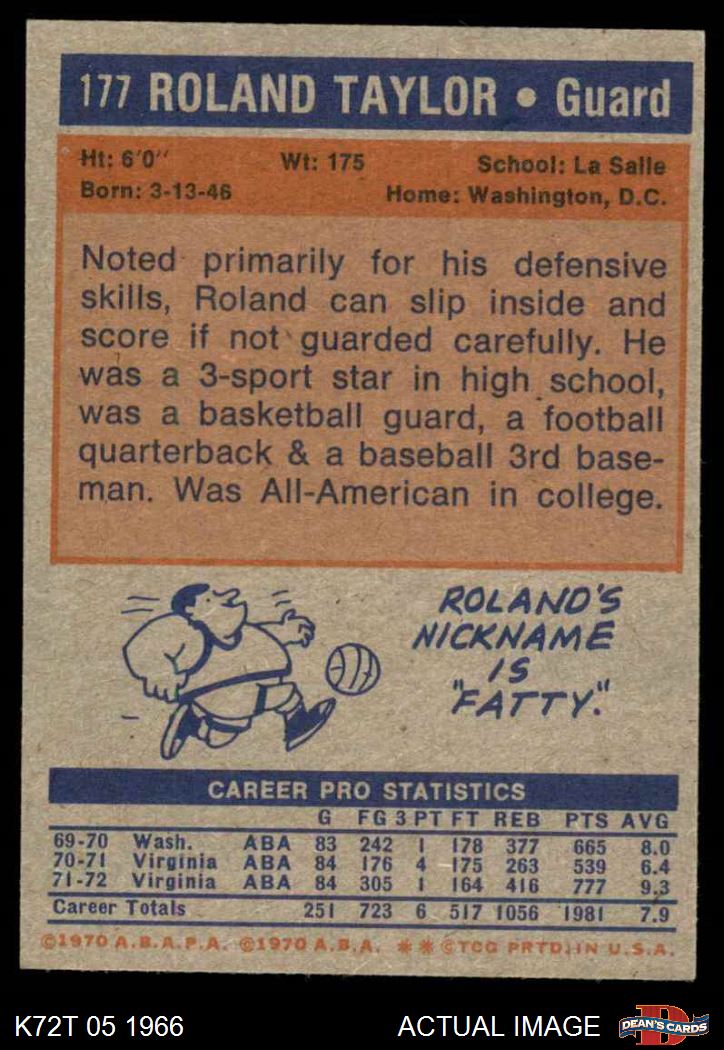 177 ROLAND TAYLOR • Guard
Ht: 6'0" Wt: 175 School: La Salle
Born: 3-13-46 Home: Washington, D.C.
Noted primarily for his defensive
skills, Roland can slip inside and
score if not guarded carefully. He
was a 3-sport star in high school,
was a basketball guard, a football
quarterback & a baseball 3rd base-
man. Was All-American in college.
ROLAND'S
NICKNAME
IS
"FATTY."
CAREER PRO STATISTICS
G FG 3 PT FT REB PTS AVG
69-70 Wash. ABA 83 242 1 178 377 665 8.0
70-71 Virginia ABA 84 176 4 175 263 539 6.4
71-72 Virginia ABA 84 305 1 164 416 777 9.3
Career Totals 251 723 6 517 1056 1981 7.9
©1970 A.B.A.P.A. ©1970 A.B.A. ** ©TCG PRTD. IN U.S.A.
K72T 05 1966 ACTUAL IMAGE DEAN'S CARDS